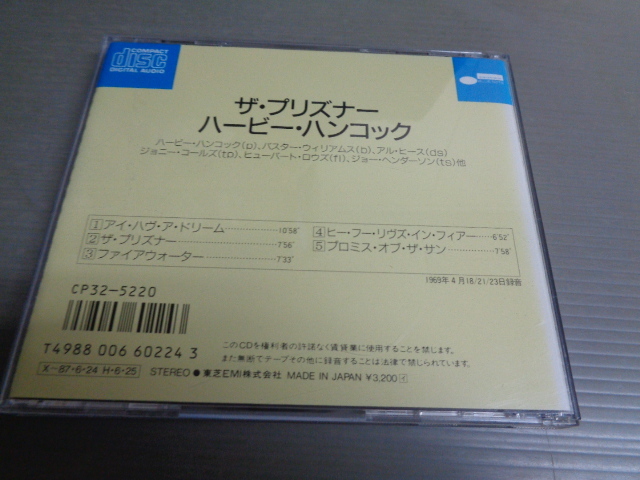 COMPACT
disc
DIGITAL AUDIO
ザ・プリズナー
ハービー・ハンコック
ハービー・ハンコック(p)、バスター・ウィリアムス(b)、アル・ヒース(ds)
ジョニー・コールズ(tp)、ヒューバート・ロウズ(fl)、ジョー・ヘンダーソン(ts)他
1 アイ・ハヴ・ア・ドリーム……10'58"
2 ザ・プリズナー……7'56"
3 ファイアウォーター……7'33"
4 ヒー・フー・リヴズ・イン・フィアー……6'52"
5 プロミス・オブ・ザ・サン……7'58"
1969年4月18/21/23日録音
CP32-5220
T4988 006 60224 3
このCDを権利者の許諾なく賃貸業に使用することを禁じます。
また無断でテープその他に録音することは法律で禁じられています。
X-87・6・24 H・6・25 STEREO ● 東芝EMI株式会社 MADE IN JAPAN ¥3,200